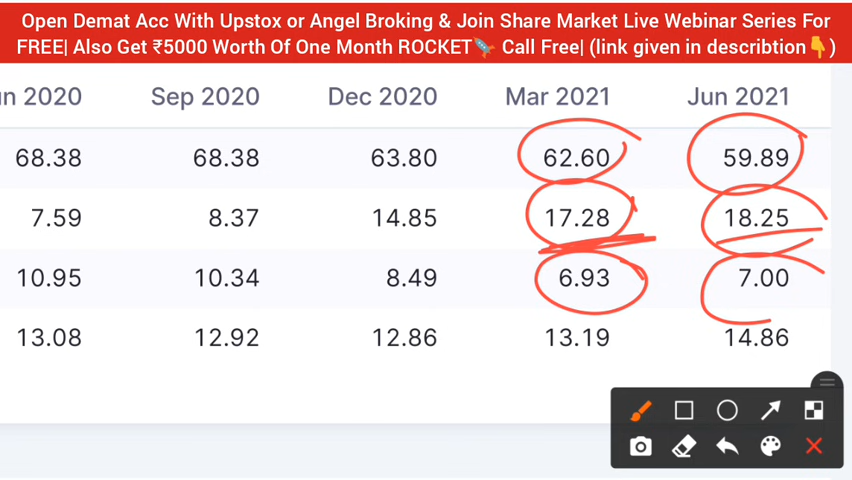 Open Demat Acc With Upstox or Angel Broking & Join Share Market Live Webinar Series For
FREE| Also Get ₹5000 Worth Of One Month ROCKET🚀 Call Free| (link given in describtion👇)
un 2020 Sep 2020 Dec 2020 Mar 2021 Jun 2021
68.38 68.38 63.80 62.60 59.89
7.59 8.37 14.85 17.28 18.25
10.95 10.34 8.49 6.93 7.00
13.08 12.92 12.86 13.19 14.86